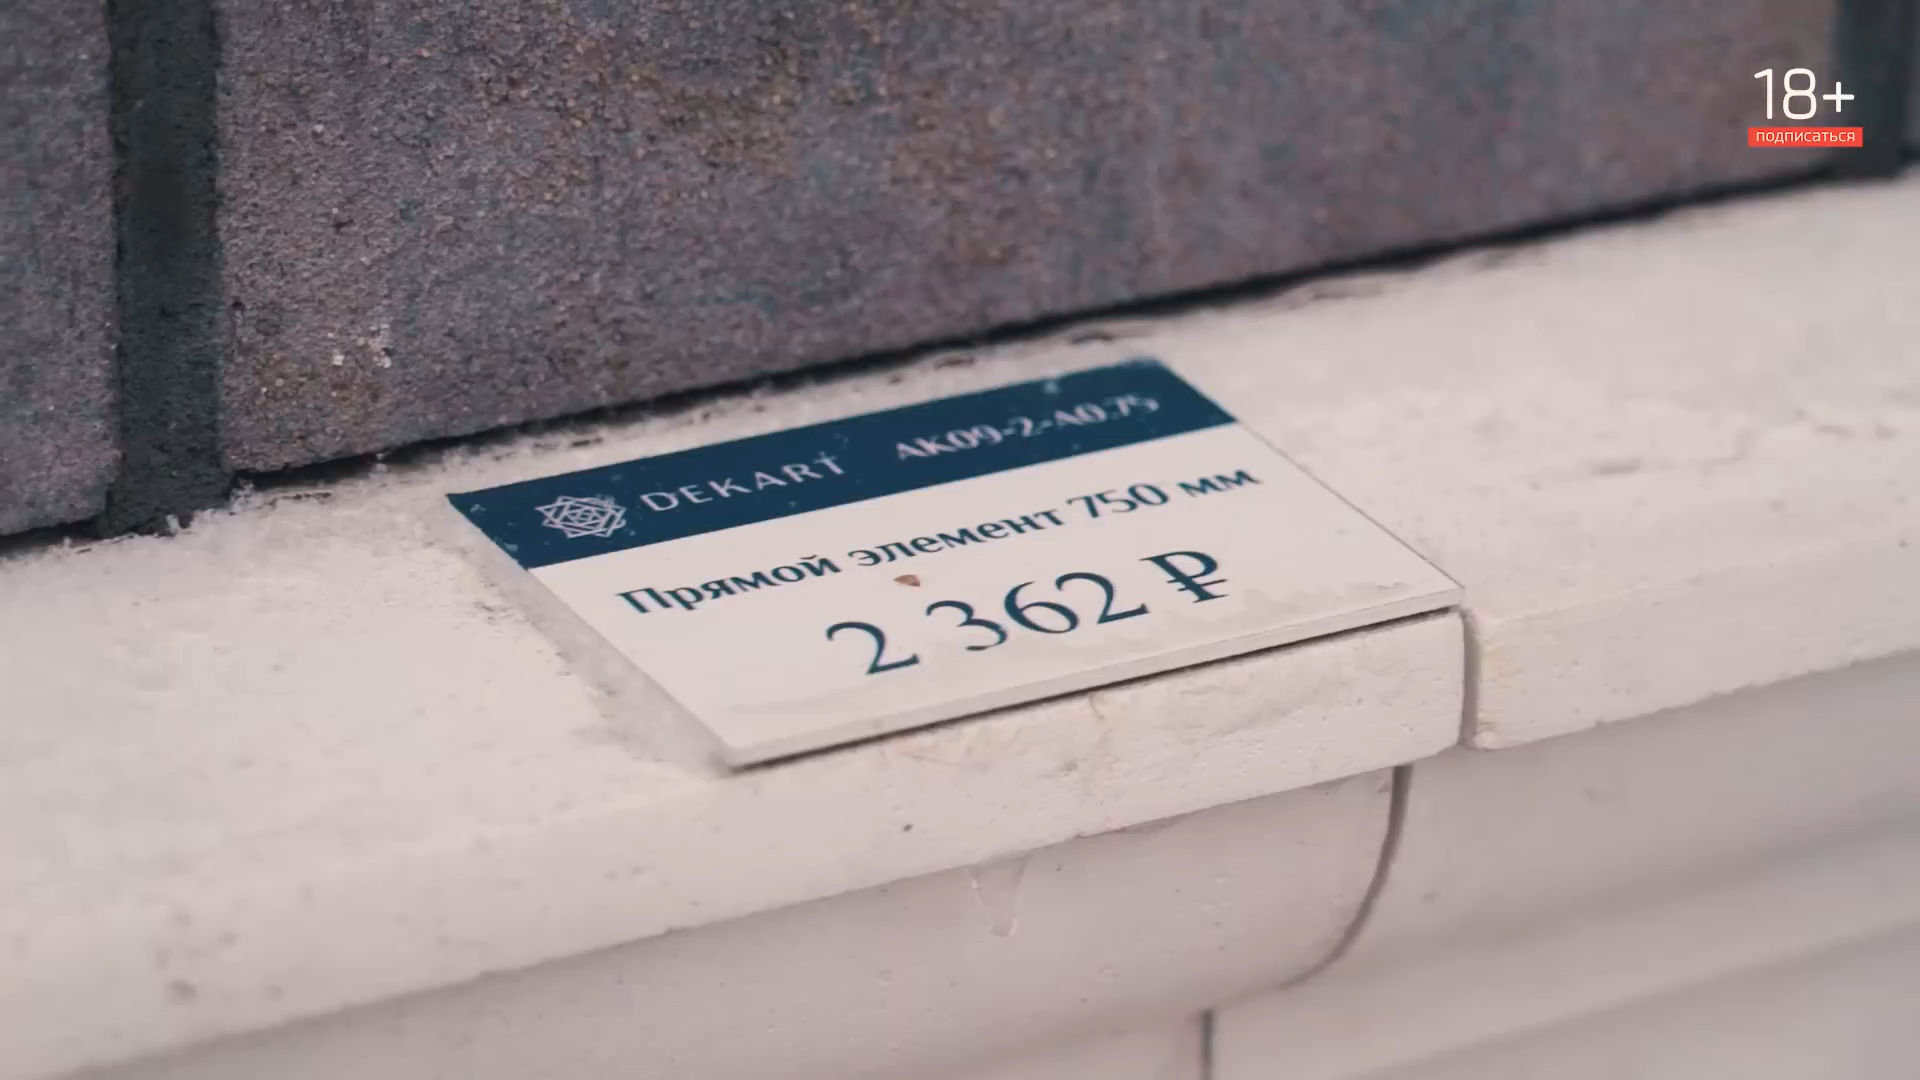 18+
подписаться
DEKART AK09-2-A0.75
Прямой элемент 750 мм
2 362 ₽